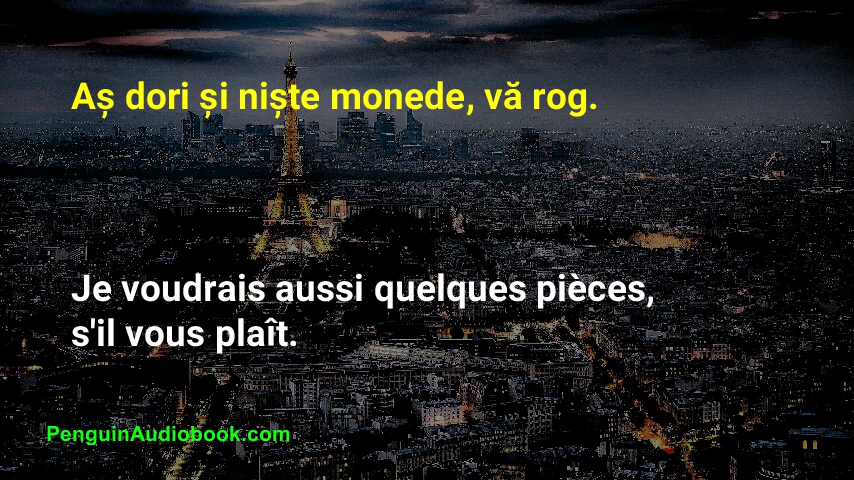 Aș dori și niște monede, vă rog.
Je voudrais aussi quelques pièces,
s'il vous plaît.
PenguinAudiobook.com